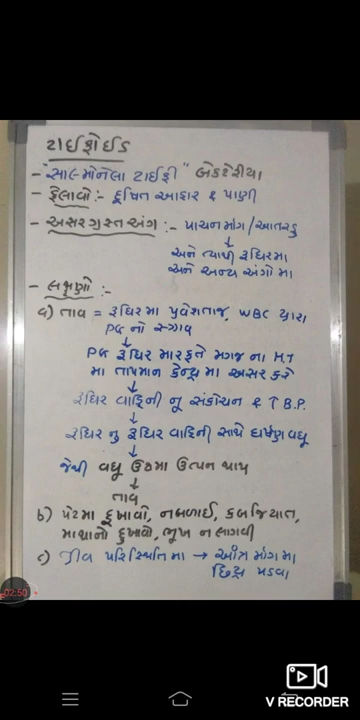 ટાઈફોઈડ
- "સાલમોનેલા ટાઈફી" બેક્ટેરીયા
- ફેલાવો :- દૂષિત આહાર & પાણી
- અસરગ્રસ્ત અંગ :- પાચનમાંગ/આતરડુ
↓
અને ત્યાથી રૂધિરમા
અને અન્ય અંગો મા
- લક્ષણો :-
a) તાવ = રૂધિરમા પ્રવેશતાજ, WBC દ્વારા
PG નો સ્ત્રાવ
↓
PG રૂધિર મારફતે મગજ ના H.T
મા તાપમાન કેન્દ્ર મા અસર કરે
↓
રૂધિર વાહિની નૂ સંકોચન & ↑ B.P.
↓
રૂધિર નુ રૂધિર વાહિની સાથે ઘર્ષણ વધુ
↓
જેથી વધુ ઉષ્મા ઉત્પન થાય
↓
તાવ
b) પેટમા દૂખાવો, નબળાઈ, કબજિયાત,
માથાનો દુખાવો, ભુખ ન લાગવી
c) તીવ્ર પરિસ્થિતિ મા → આંત્ર માંગ મા
છિદ્ર પડવા
02:50
V RECORDER